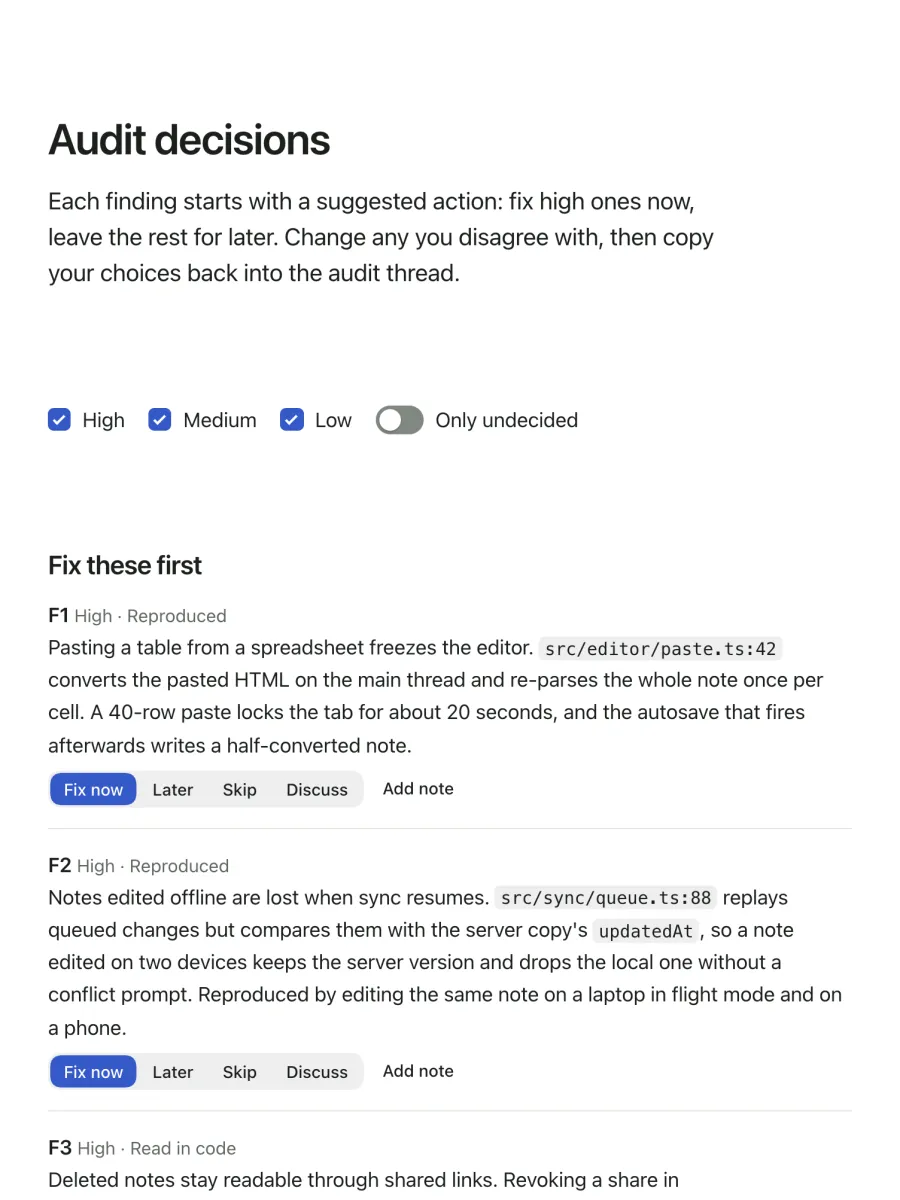 Audit decisions
Each finding starts with a suggested action: fix high ones now,
leave the rest for later. Change any you disagree with, then copy
your choices back into the audit thread.
High Medium Low Only undecided
Fix these first
F1 High · Reproduced
Pasting a table from a spreadsheet freezes the editor. src/editor/paste.ts:42
converts the pasted HTML on the main thread and re-parses the whole note once per
cell. A 40-row paste locks the tab for about 20 seconds, and the autosave that fires
afterwards writes a half-converted note.
Fix now Later Skip Discuss Add note
F2 High · Reproduced
Notes edited offline are lost when sync resumes. src/sync/queue.ts:88 replays
queued changes but compares them with the server copy's updatedAt, so a note
edited on two devices keeps the server version and drops the local one without a
conflict prompt. Reproduced by editing the same note on a laptop in flight mode and on
a phone.
Fix now Later Skip Discuss Add note
F3 High · Read in code
Deleted notes stay readable through shared links. Revoking a share in